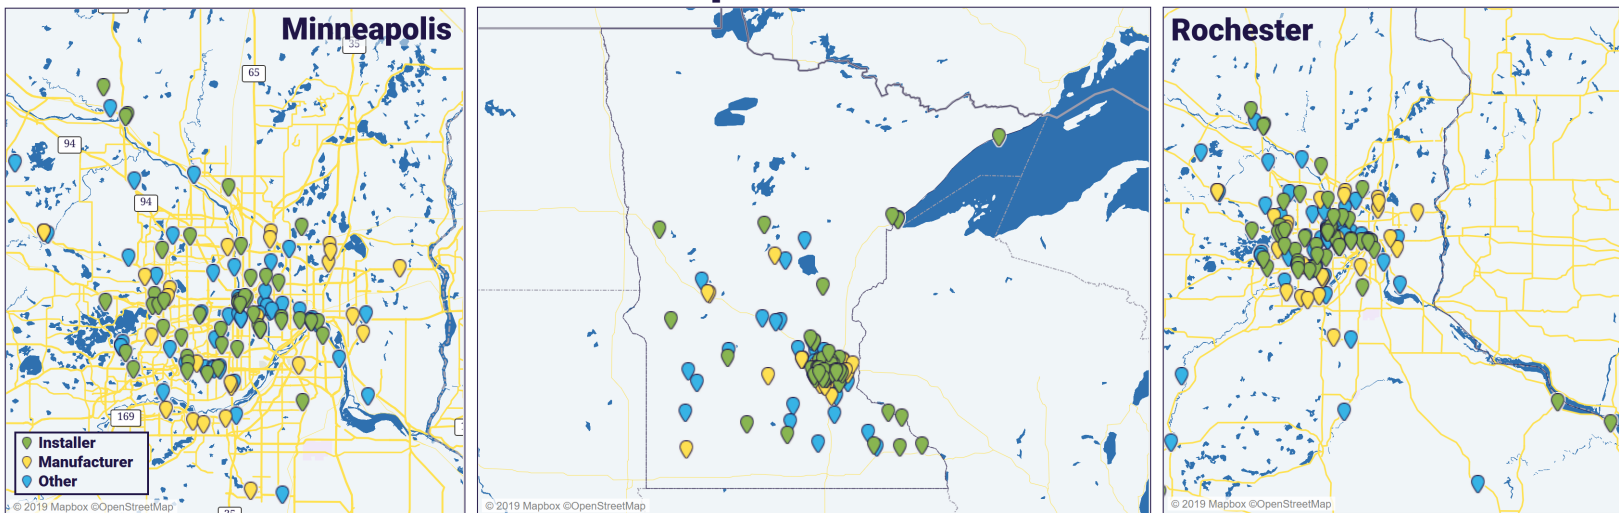 Minneapolis
35
65
94
94
169
Installer
Manufacturer
Other
© 2019 Mapbox ©OpenStreetMap
© 2019 Mapbox ©OpenStreetMap
Rochester
© 2019 Mapbox ©OpenStreetMap